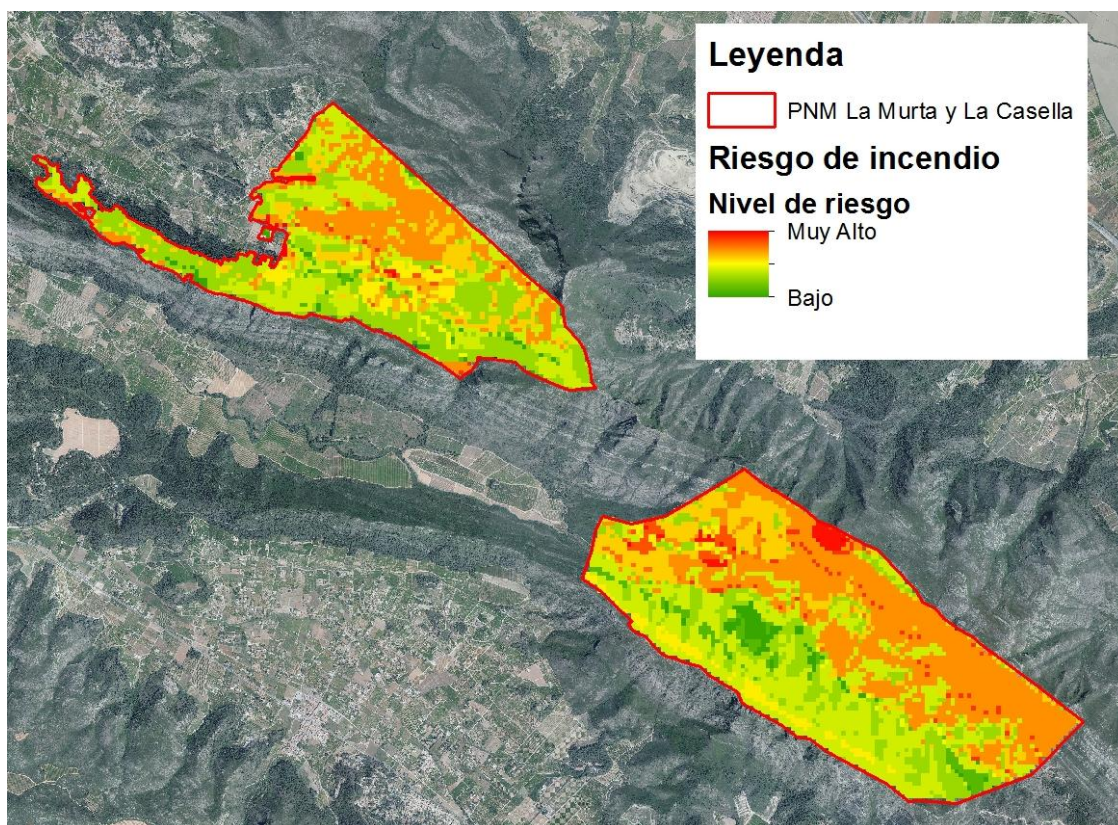 Leyenda
PNM La Murta y La Casella
Riesgo de incendio
Nivel de riesgo
Muy Alto
Bajo